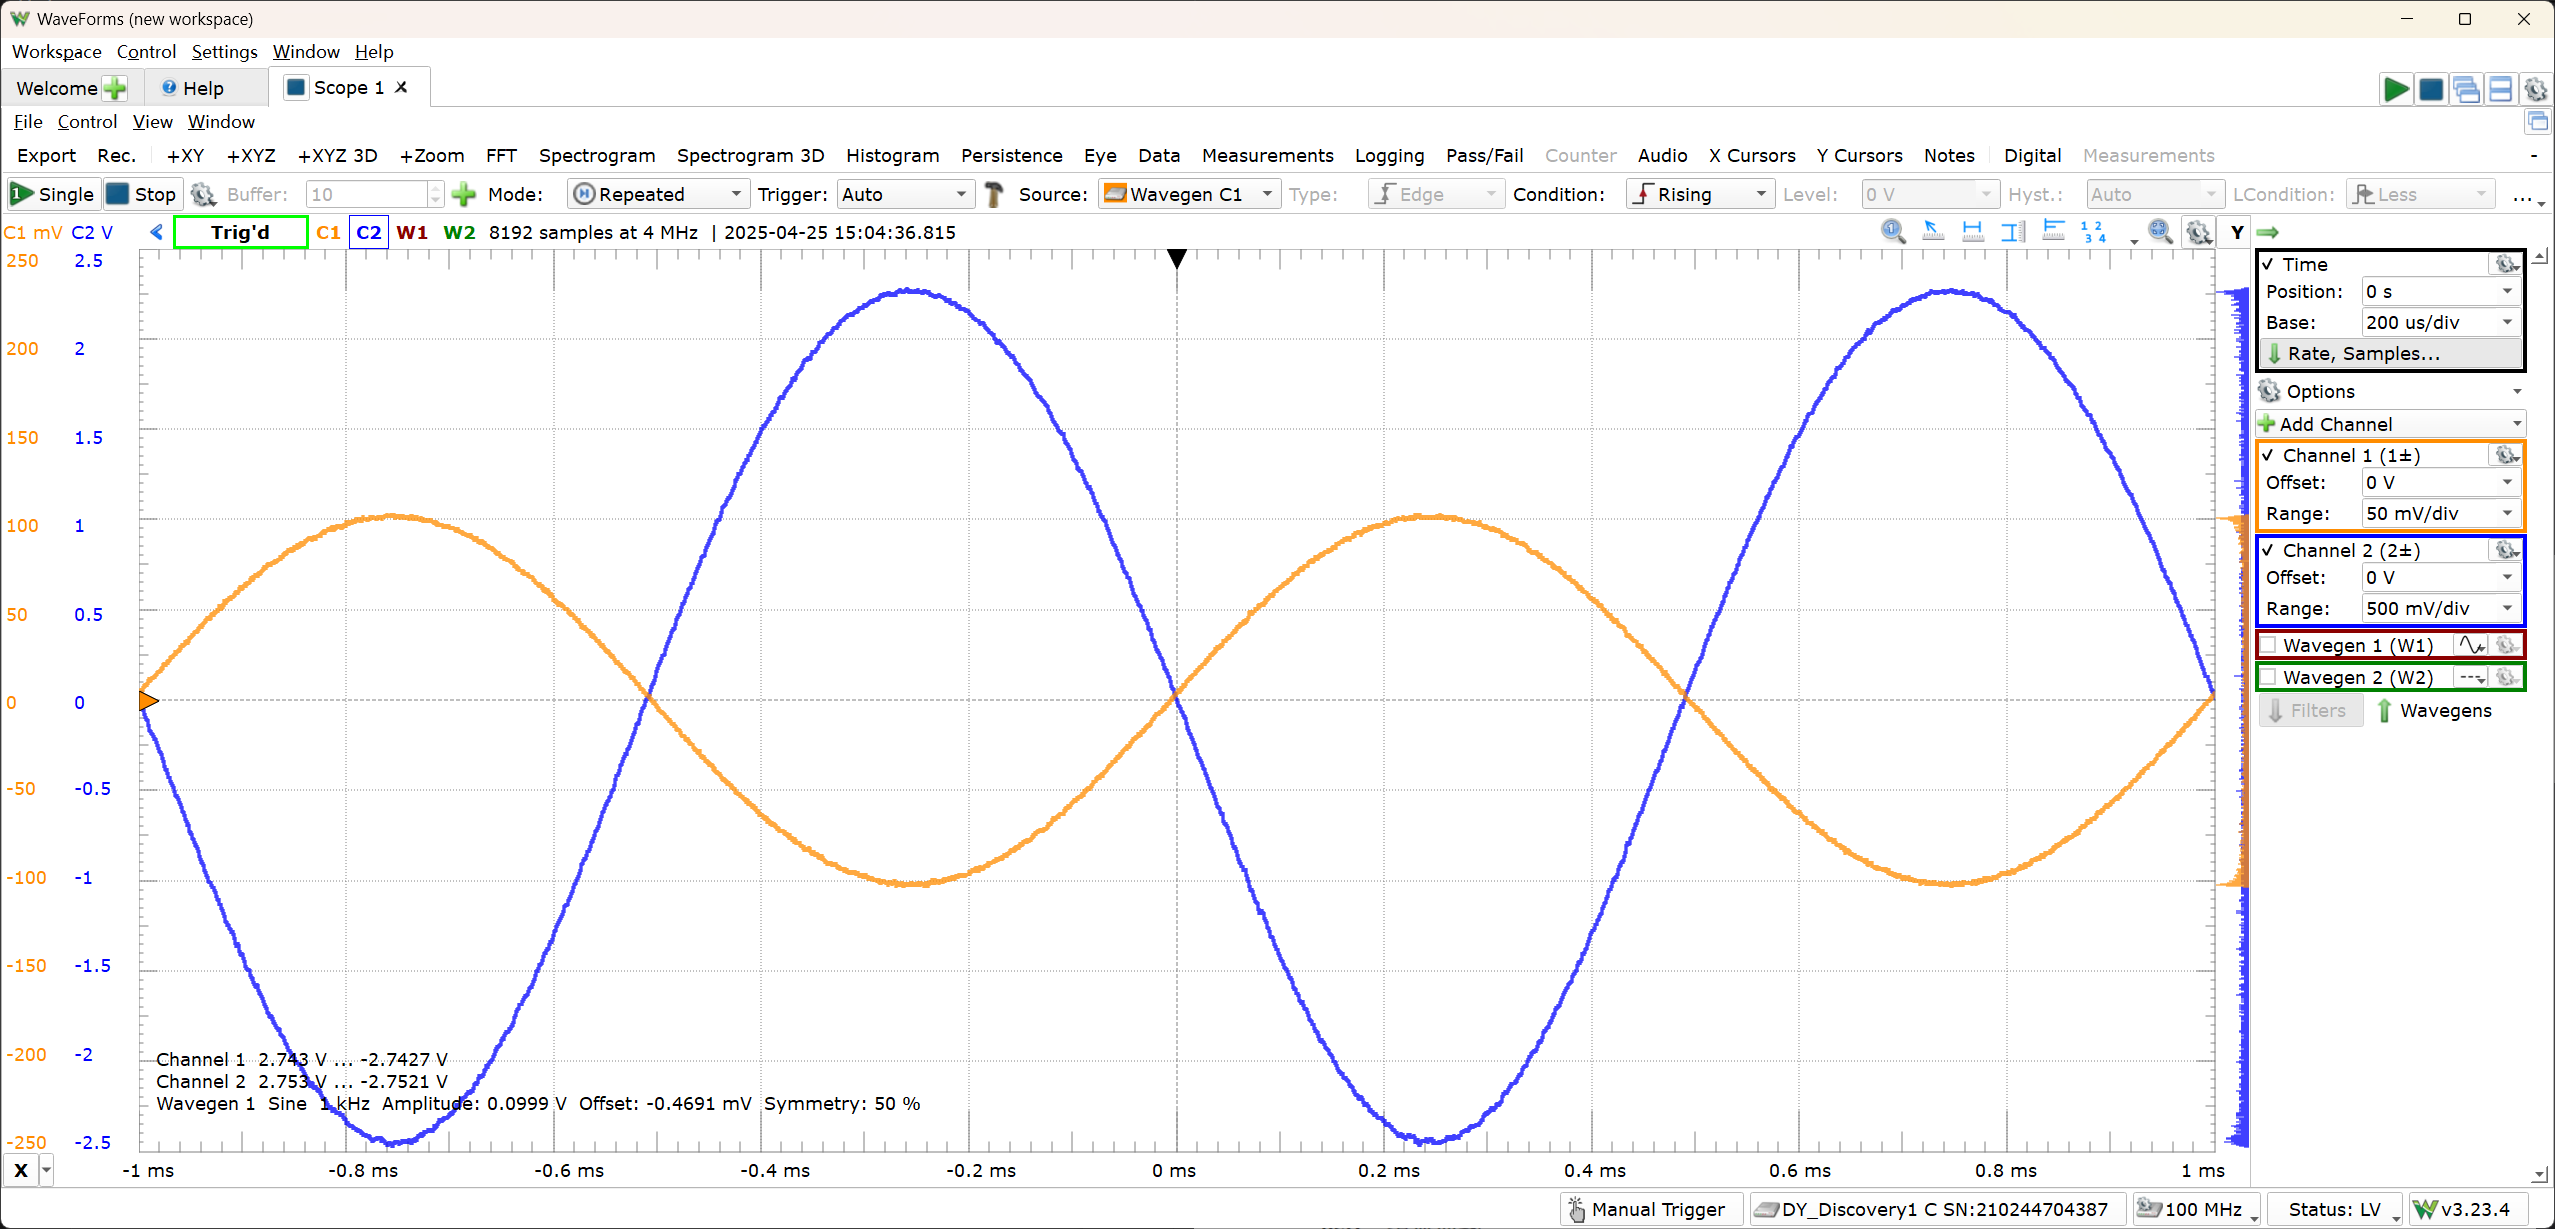 WaveForms (new workspace)
Workspace Control Settings Window Help
Welcome Help Scope 1
File Control View Window
Export Rec. +XY +XYZ +XYZ 3D +Zoom FFT Spectrogram Spectrogram 3D Histogram Persistence Eye Data Measurements Logging Pass/Fail Counter Audio X Cursors Y Cursors Notes Digital Measurements -
Single Stop Buffer: 10 Mode: Repeated Trigger: Auto Source: Wavegen C1 Type: Edge Condition: Rising Level: 0 V Hyst.: Auto LCondition: Less ...
C1 mV C2 V Trig'd C1 C2 W1 W2 8192 samples at 4 MHz | 2025-04-25 15:04:36.815 Y
250 2.5
200 2
150 1.5
100 1
50 0.5
0 0
-50 -0.5
-100 -1
-150 -1.5
-200 -2
-250 -2.5
Channel 1 2.743 V ... -2.7427 V
Channel 2 2.753 V ... -2.7521 V
Wavegen 1 Sine 1 kHz Amplitude: 0.0999 V Offset: -0.4691 mV Symmetry: 50 %
X -1 ms -0.8 ms -0.6 ms -0.4 ms -0.2 ms 0 ms 0.2 ms 0.4 ms 0.6 ms 0.8 ms 1 ms
Time
Position: 0 s
Base: 200 us/div
Rate, Samples...
Options
Add Channel
Channel 1 (1±)
Offset: 0 V
Range: 50 mV/div
Channel 2 (2±)
Offset: 0 V
Range: 500 mV/div
Wavegen 1 (W1)
Wavegen 2 (W2)
Filters Wavegens
Manual Trigger DY_Discovery1 C SN:210244704387 100 MHz Status: LV v3.23.4